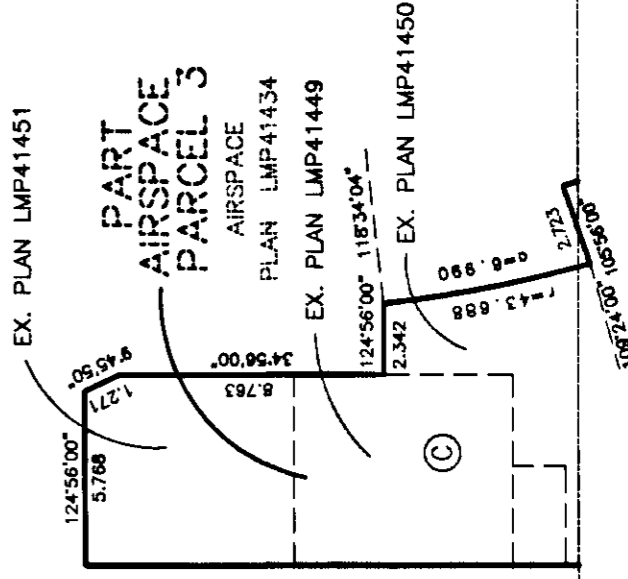 EX. PLAN LMP41451
PART
AIRSPACE
PARCEL 3
AIRSPACE
PLAN LMP41434
EX. PLAN LMP41449
EX. PLAN LMP41450
124°56'00"
5.768
9°45'50"
1.271
34°56'00"
8.763
124°56'00"
2.342
118°34'04"
a=6.990
r=43.688
2.723
105°56'00"
109°24'00"
C